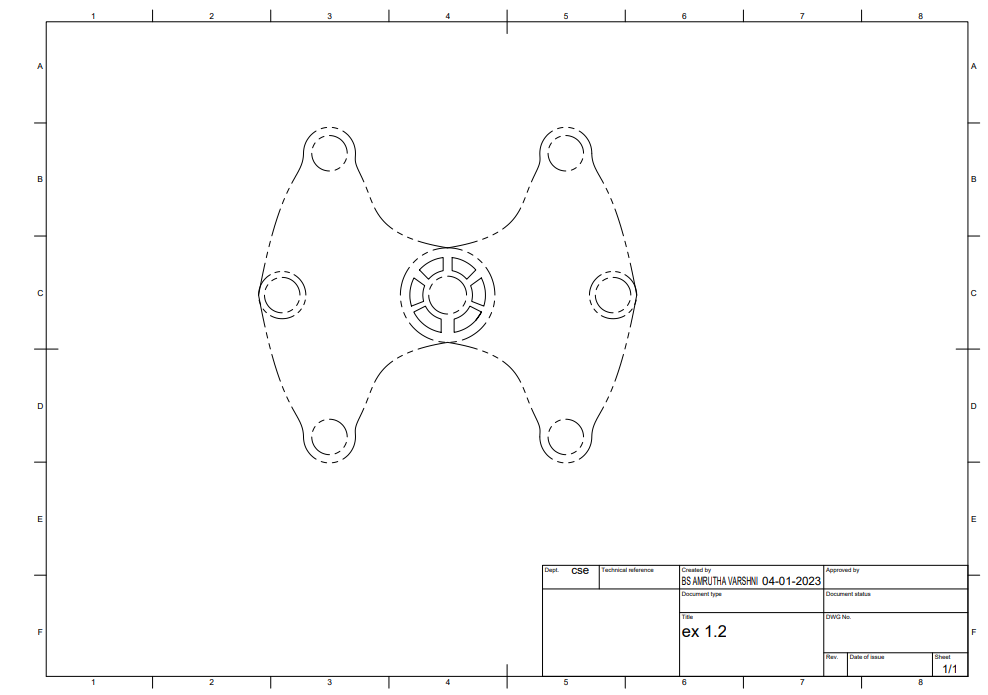 1 2 3 4 5 6 7 8
A A
B B
C C
D D
E E
F F
Dept. cse Technical reference Created by Approved by
BS AMRUTHA VARSHNI 04-01-2023
Document type Document status
Title DWG No.
ex 1.2
Rev. Date of issue Sheet
1/1
1 2 3 4 5 6 7 8